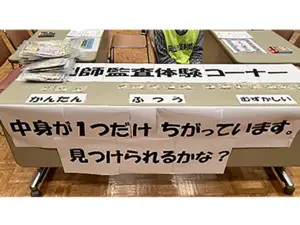 師監査体験コーナー
かんたん ふつう むずかしい
中身が1つだけ ちがっています。
見つけられるかな？